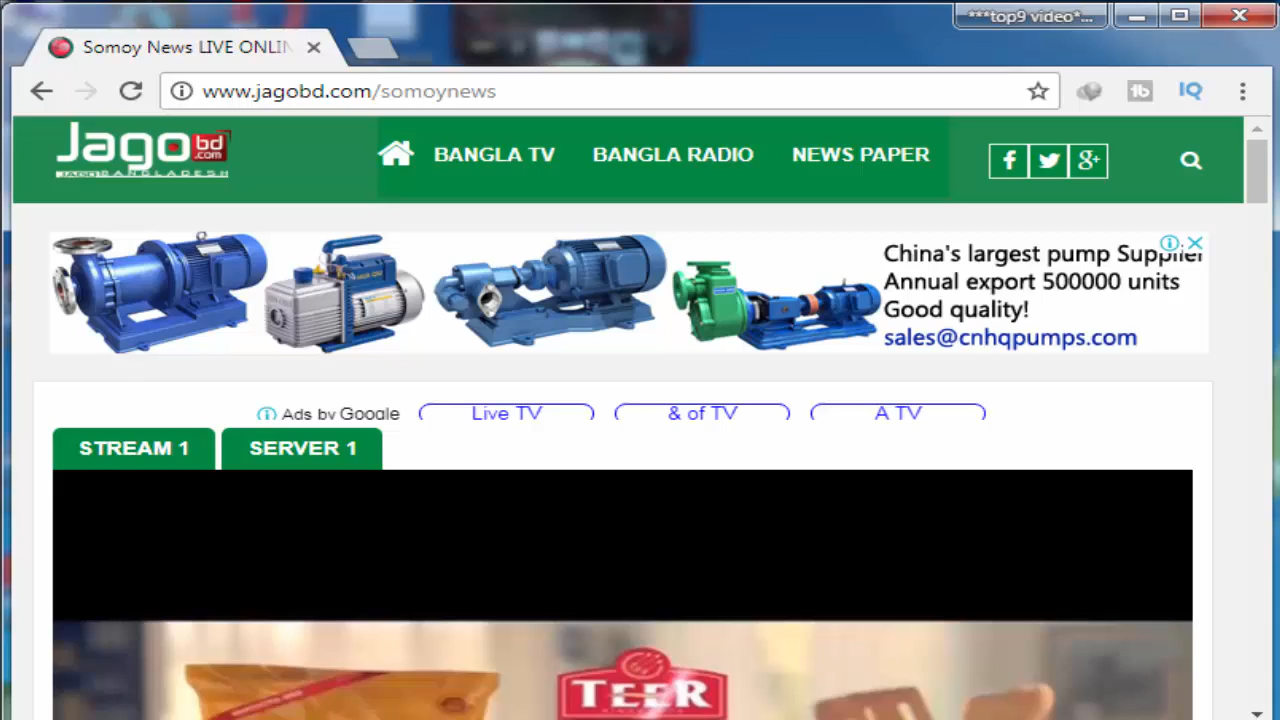 ***top9 video*...
Somoy News LIVE ONLIN
www.jagobd.com/somoynews
Jago bd .com
JAGO BANGLADESH
BANGLA TV
BANGLA RADIO
NEWS PAPER
China's largest pump Supplier
Annual export 500000 units
Good quality!
sales@cnhqpumps.com
Ads by Google
Live TV
& of TV
A TV
STREAM 1
SERVER 1
TEER